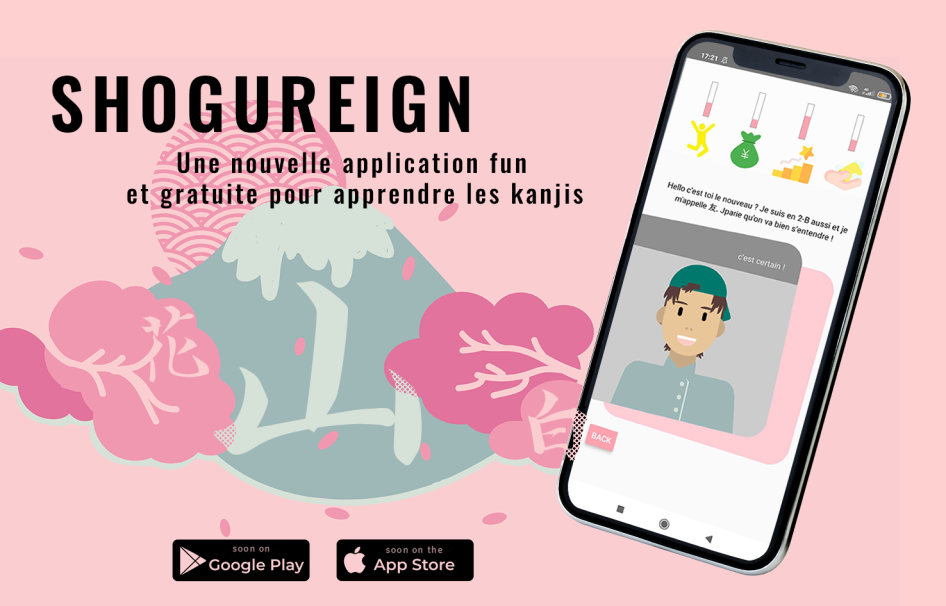 SHOGUREIGN
Une nouvelle application fun
et gratuite pour apprendre les kanjis
花
山
白
17:21
¥
Hello c'est toi le nouveau ? Je suis en 2-B aussi et je
m'appelle 友. Jparie qu'on va bien s'entendre !
c'est certain !
BACK
soon on
Google Play
soon on the
App Store